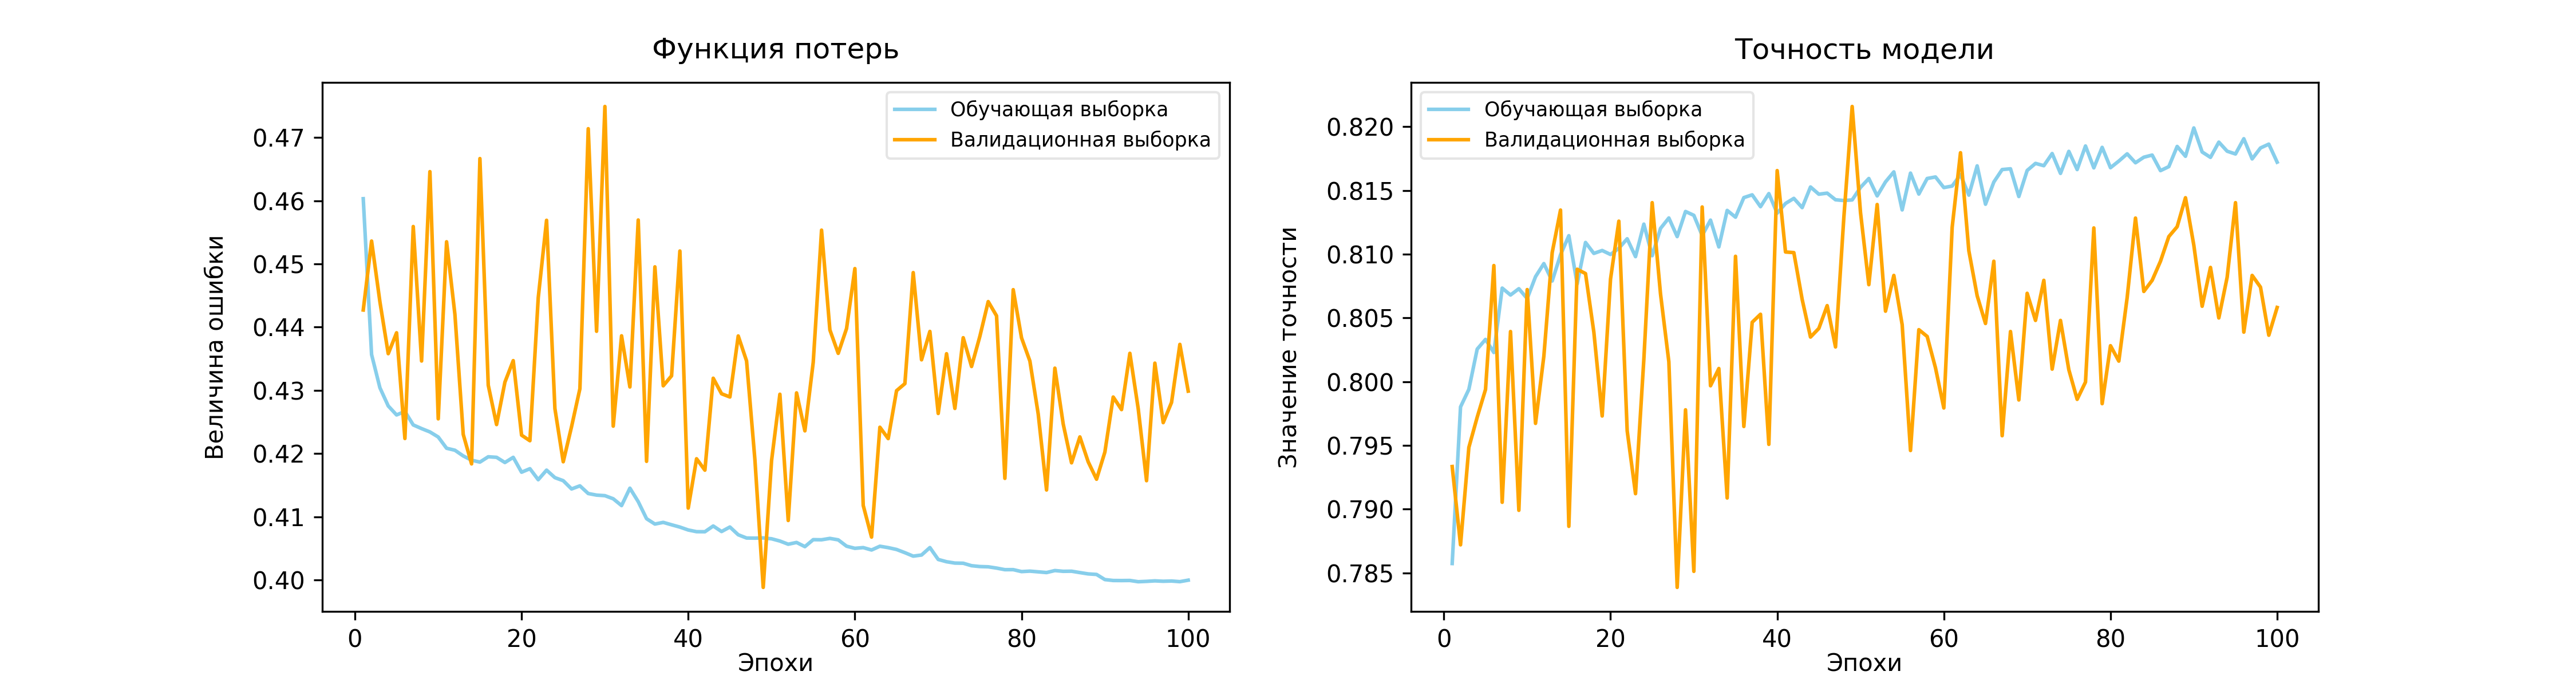 Функция потерь
Обучающая выборка
Валидационная выборка
0.47
0.46
0.45
0.44
0.43
0.42
0.41
0.40
Величина ошибки
0
20
40
60
80
100
Эпохи
Точность модели
Обучающая выборка
Валидационная выборка
0.820
0.815
0.810
0.805
0.800
0.795
0.790
0.785
Значение точности
0
20
40
60
80
100
Эпохи